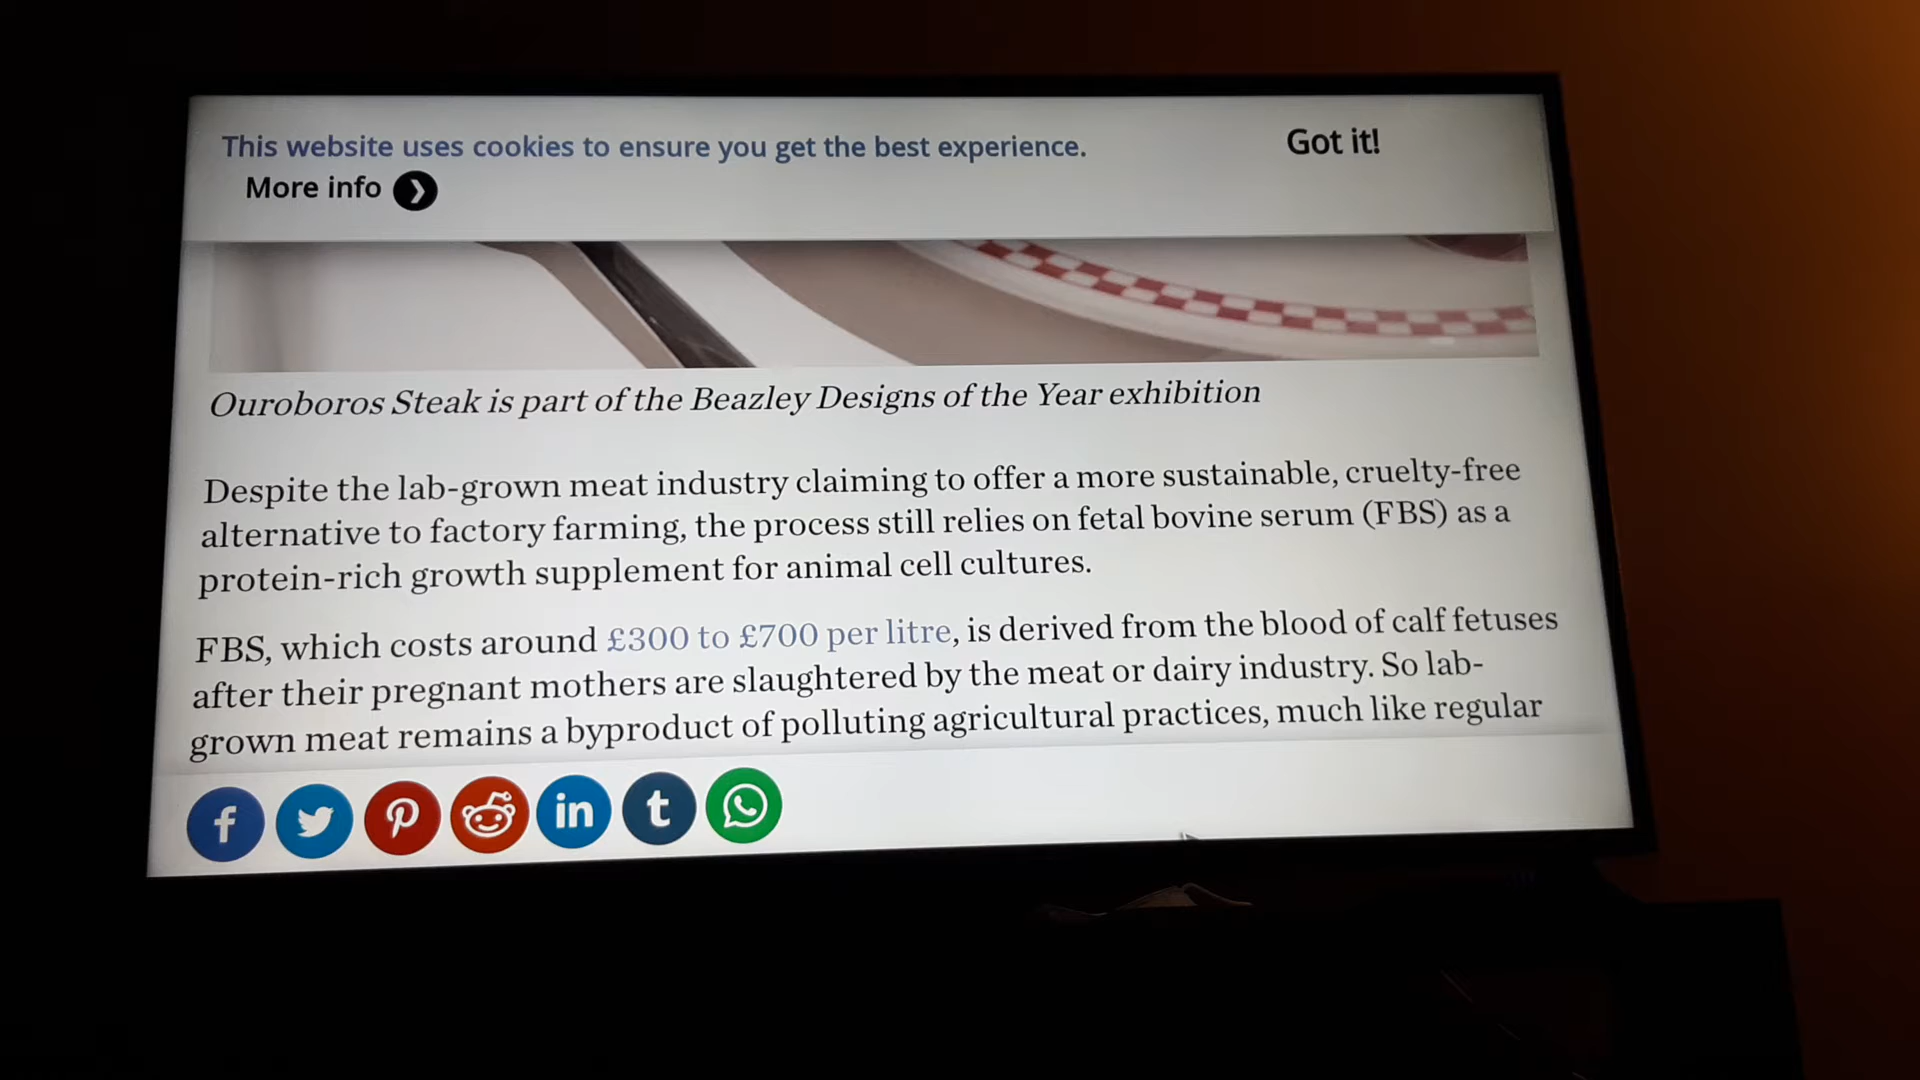 This website uses cookies to ensure you get the best experience.
Got it!
More info
Ouroboros Steak is part of the Beazley Designs of the Year exhibition
Despite the lab-grown meat industry claiming to offer a more sustainable, cruelty-free
alternative to factory farming, the process still relies on fetal bovine serum (FBS) as a
protein-rich growth supplement for animal cell cultures.
FBS, which costs around £300 to £700 per litre, is derived from the blood of calf fetuses
after their pregnant mothers are slaughtered by the meat or dairy industry. So lab-
grown meat remains a byproduct of polluting agricultural practices, much like regular